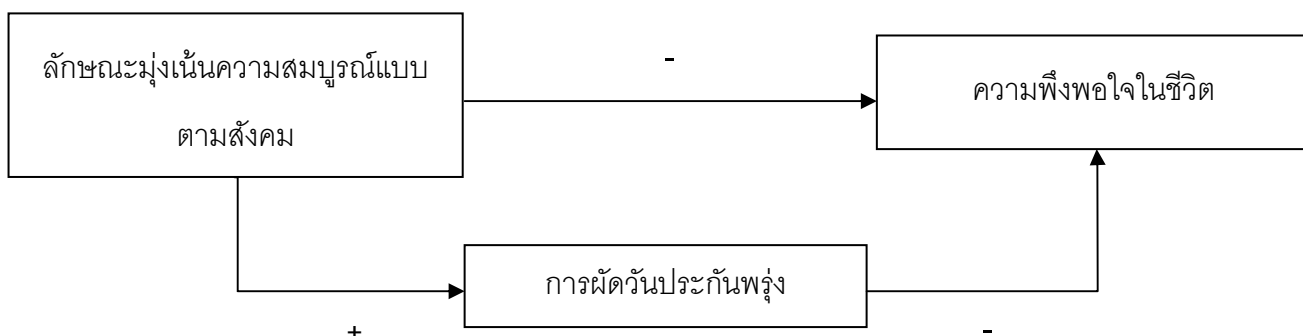 ลักษณะมุ่งเน้นความสมบูรณ์แบบ
ตามสังคม
-
ความพึงพอใจในชีวิต
การผัดวันประกันพรุ่ง
+
-